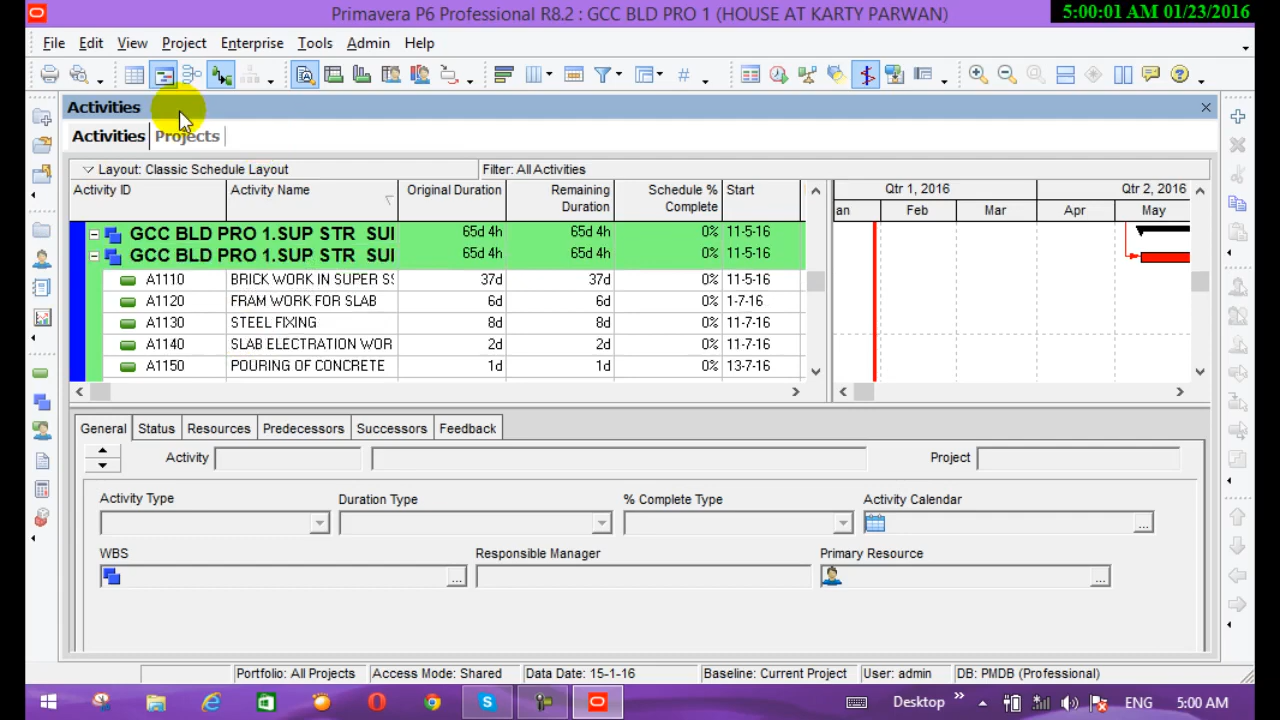 Primavera P6 Professional R8.2 : GCC BLD PRO 1 (HOUSE AT KARTY PARWAN)
5:00:01 AM 01/23/2016
File Edit View Project Enterprise Tools Admin Help
Activities
Activities Projects
Layout: Classic Schedule Layout Filter: All Activities
Activity ID Activity Name Original Duration Remaining Duration Schedule % Complete Start Qtr 1, 2016 Qtr 2, 2016
an Feb Mar Apr May
GCC BLD PRO 1.SUP STR SUI 65d 4h 65d 4h 0% 11-5-16
GCC BLD PRO 1.SUP STR SUI 65d 4h 65d 4h 0% 11-5-16
A1110 BRICK WORK IN SUPER S 37d 37d 0% 11-5-16
A1120 FRAM WORK FOR SLAB 6d 6d 0% 1-7-16
A1130 STEEL FIXING 8d 8d 0% 11-7-16
A1140 SLAB ELECTRATION WOR 2d 2d 0% 11-7-16
A1150 POURING OF CONCRETE 1d 1d 0% 13-7-16
General Status Resources Predecessors Successors Feedback
Activity Project
Activity Type Duration Type % Complete Type Activity Calendar
WBS Responsible Manager Primary Resource
Portfolio: All Projects Access Mode: Shared Data Date: 15-1-16 Baseline: Current Project User: admin DB: PMDB (Professional)
Desktop ENG 5:00 AM